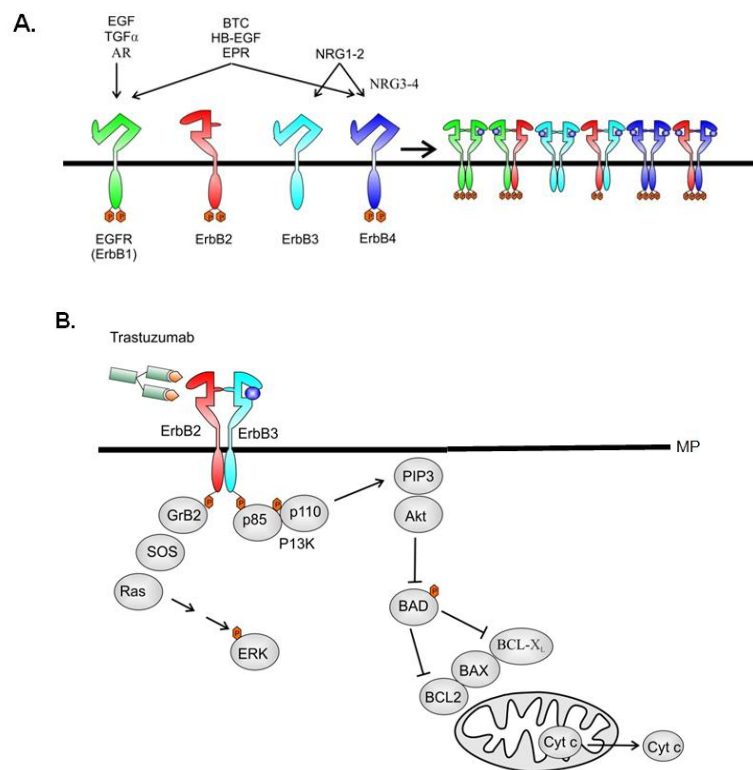 A.
EGF
TGFα
AR
BTC
HB-EGF
EPR
NRG1-2
NRG3-4
P P
P P
P P
EGFR
(ErbB1)
ErbB2
ErbB3
ErbB4
B.
Trastuzumab
ErbB2
ErbB3
MP
P
P
P
GrB2
p85
p110
P13K
PIP3
Akt
SOS
Ras
P
ERK
P
BAD
BCL-XL
BAX
BCL2
Cyt c
Cyt c